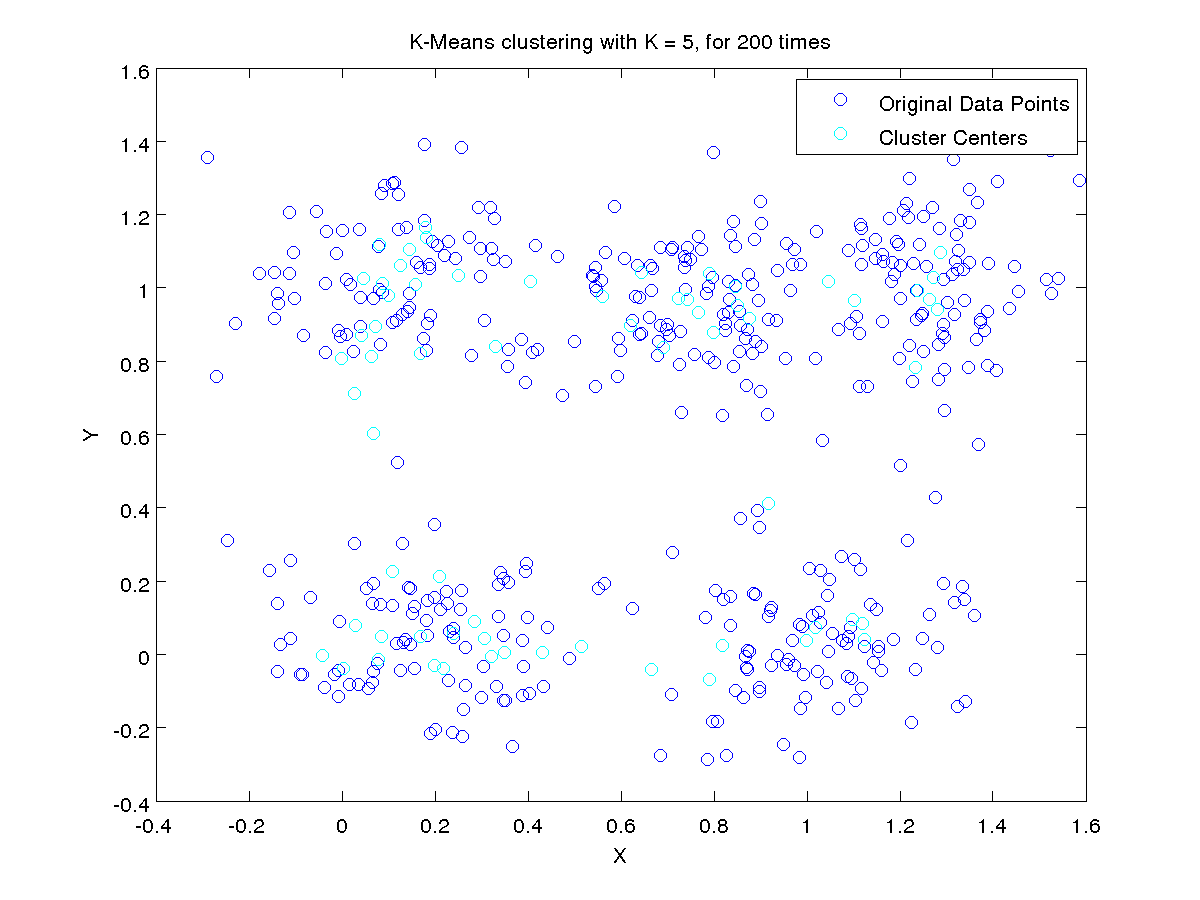 K-Means clustering with K = 5, for 200 times
Original Data Points
Cluster Centers
1.6
1.4
1.2
1
0.8
0.6
0.4
0.2
0
-0.2
-0.4
Y
-0.4 -0.2 0 0.2 0.4 0.6 0.8 1 1.2 1.4 1.6
X